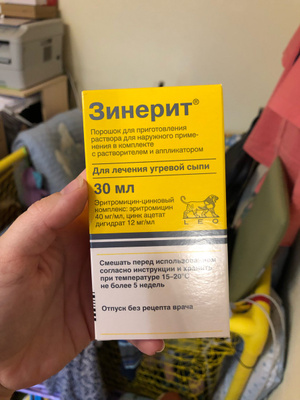 Зинерит®
Порошок для приготовления
раствора для наружного приме-
нения в комплекте
с растворителем и аппликатором
Для лечения угревой сыпи
30 мл
Эритромицин-цинковый
комплекс: эритромицин
40 мг/мл, цинк ацетат
дигидрат 12 мг/мл
LEO
Смешать перед использованием
согласно инструкции и хранить
при температуре 15-20°C
не более 5 недель
Отпуск без рецепта врача